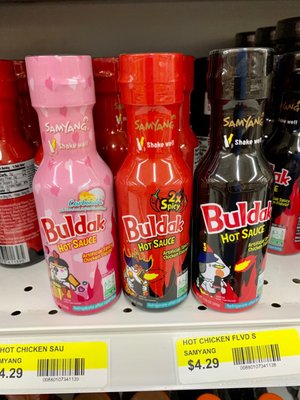 SAMYANG
Shake well
Carbonara
Buldak
HOT SAUCE
SAMYANG
Shake well
2x
Spicy
Buldak
HOT SAUCE
SAMYANG
Shake well
Buldak
HOT SAUCE
HOT CHICKEN SAU
SAMYANG
4.29
HOT CHICKEN FLVD S
SAMYANG
$4.29